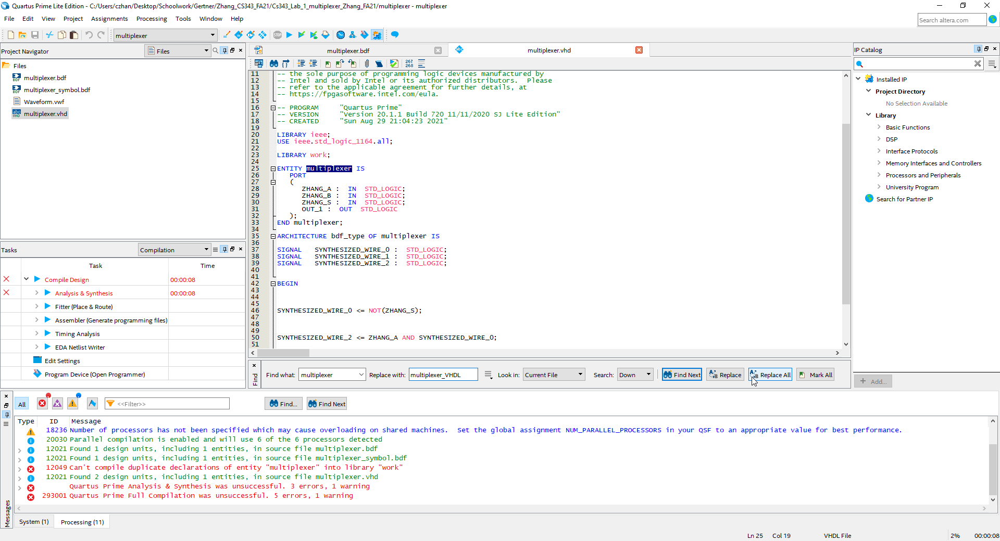 Quartus Prime Lite Edition - C:/Users/czhan/Desktop/Schoolwork/Gertner/Zhang_CS343_FA21/Cs343_Lab_1_multiplexer_Zhang_FA21/multiplexer - multiplexer
File Edit View Project Assignments Processing Tools Window Help
Search altera.com
multiplexer
Project Navigator
Files
Files
multiplexer.bdf
multiplexer_symbol.bdf
Waveform.vwf
multiplexer.vhd
Tasks
Compilation
Task Time
Compile Design 00:00:08
Analysis & Synthesis 00:00:08
Fitter (Place & Route)
Assembler (Generate programming files)
Timing Analysis
EDA Netlist Writer
Edit Settings
Program Device (Open Programmer)
multiplexer.bdf
multiplexer.vhd
267
268
11 -- the sole purpose of programming logic devices manufactured by
12 -- Intel and sold by Intel or its authorized distributors.  Please
13 -- refer to the applicable agreement for further details, at
14 -- https://fpgasoftware.intel.com/eula.
15
16 -- PROGRAM "Quartus Prime"
17 -- VERSION "Version 20.1.1 Build 720 11/11/2020 SJ Lite Edition"
18 -- CREATED "Sun Aug 29 21:04:23 2021"
19
20 LIBRARY ieee;
21 USE ieee.std_logic_1164.all;
22
23 LIBRARY work;
24
25 ENTITY multiplexer IS
26 PORT
27 (
28 ZHANG_A : IN STD_LOGIC;
29 ZHANG_B : IN STD_LOGIC;
30 ZHANG_S : IN STD_LOGIC;
31 OUT_1 : OUT STD_LOGIC
32 );
33 END multiplexer;
34
35 ARCHITECTURE bdf_type OF multiplexer IS
36
37 SIGNAL SYNTHESIZED_WIRE_0 : STD_LOGIC;
38 SIGNAL SYNTHESIZED_WIRE_1 : STD_LOGIC;
39 SIGNAL SYNTHESIZED_WIRE_2 : STD_LOGIC;
40
41
42 BEGIN
43
44
45
46 SYNTHESIZED_WIRE_0 <= NOT(ZHANG_S);
47
48
49
50 SYNTHESIZED_WIRE_2 <= ZHANG_A AND SYNTHESIZED_WIRE_0;
51
Find
Find what: multiplexer Replace with: multiplexer_VHDL Look in: Current File Search: Down Find Next Replace Replace All Mark All
IP Catalog
Installed IP
Project Directory
No Selection Available
Library
Basic Functions
DSP
Interface Protocols
Memory Interfaces and Controllers
Processors and Peripherals
University Program
Search for Partner IP
+ Add...
All <<Filter>> Find... Find Next
Type ID Message
18236 Number of processors has not been specified which may cause overloading on shared machines.  Set the global assignment NUM_PARALLEL_PROCESSORS in your QSF to an appropriate value for best performance.
20030 Parallel compilation is enabled and will use 6 of the 6 processors detected
12021 Found 1 design units, including 1 entities, in source file multiplexer.bdf
12021 Found 1 design units, including 1 entities, in source file multiplexer_symbol.bdf
12049 Can't compile duplicate declarations of entity "multiplexer" into library "work"
12021 Found 2 design units, including 1 entities, in source file multiplexer.vhd
Quartus Prime Analysis & Synthesis was unsuccessful. 3 errors, 1 warning
293001 Quartus Prime Full Compilation was unsuccessful. 5 errors, 1 warning
Messages
System (1) Processing (11)
Ln 25 Col 19 VHDL File 2% 00:00:08